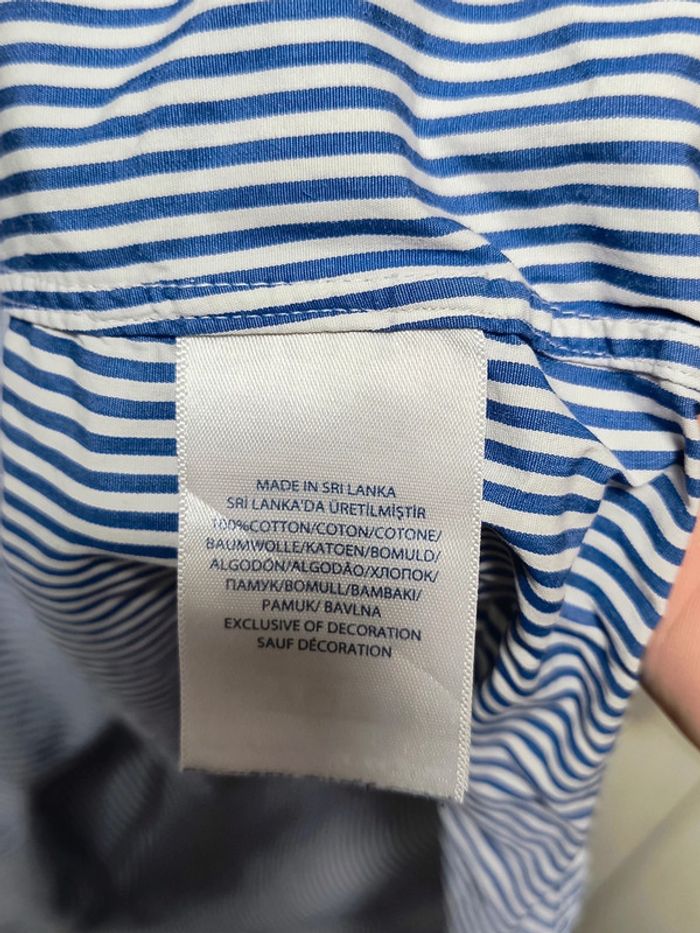 MADE IN SRI LANKA
SRİ LANKA'DA ÜRETİLMİŞTİR
100%COTTON/COTON/COTONE/
BAUMWOLLE/KATOEN/BOMULD/
ALGODÓN/ALGODÃO/ХЛОПОК/
ПАМУК/BOMULL/BAMBAKI/
PAMUK/ BAVLNA
EXCLUSIVE OF DECORATION
SAUF DÉCORATION